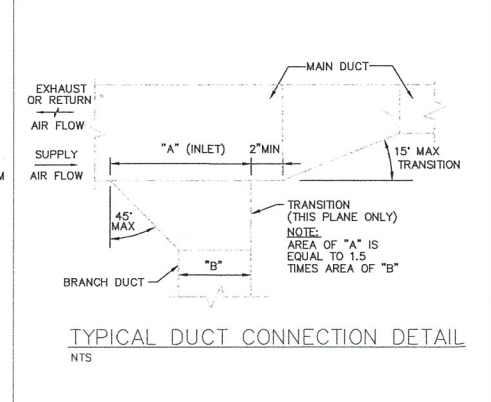 MAIN DUCT
EXHAUST
OR RETURN
AIR FLOW
"A" (INLET)
2"MIN
15° MAX
TRANSITION
SUPPLY
AIR FLOW
M
45°
MAX
TRANSITION
(THIS PLANE ONLY)
NOTE:
AREA OF "A" IS
EQUAL TO 1.5
TIMES AREA OF "B"
"B"
BRANCH DUCT
TYPICAL DUCT CONNECTION DETAIL
NTS